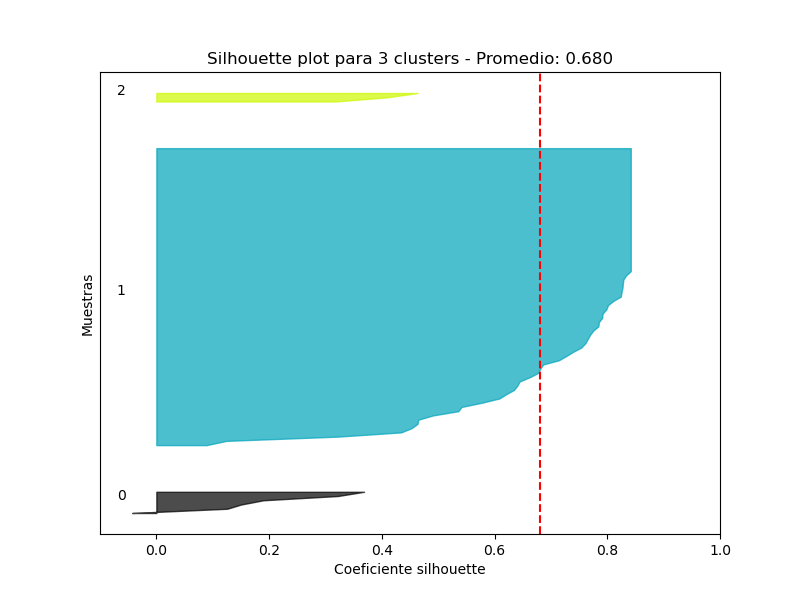 Silhouette plot para 3 clusters - Promedio: 0.680
2
1
0
Muestras
0.0 0.2 0.4 0.6 0.8 1.0
Coeficiente silhouette